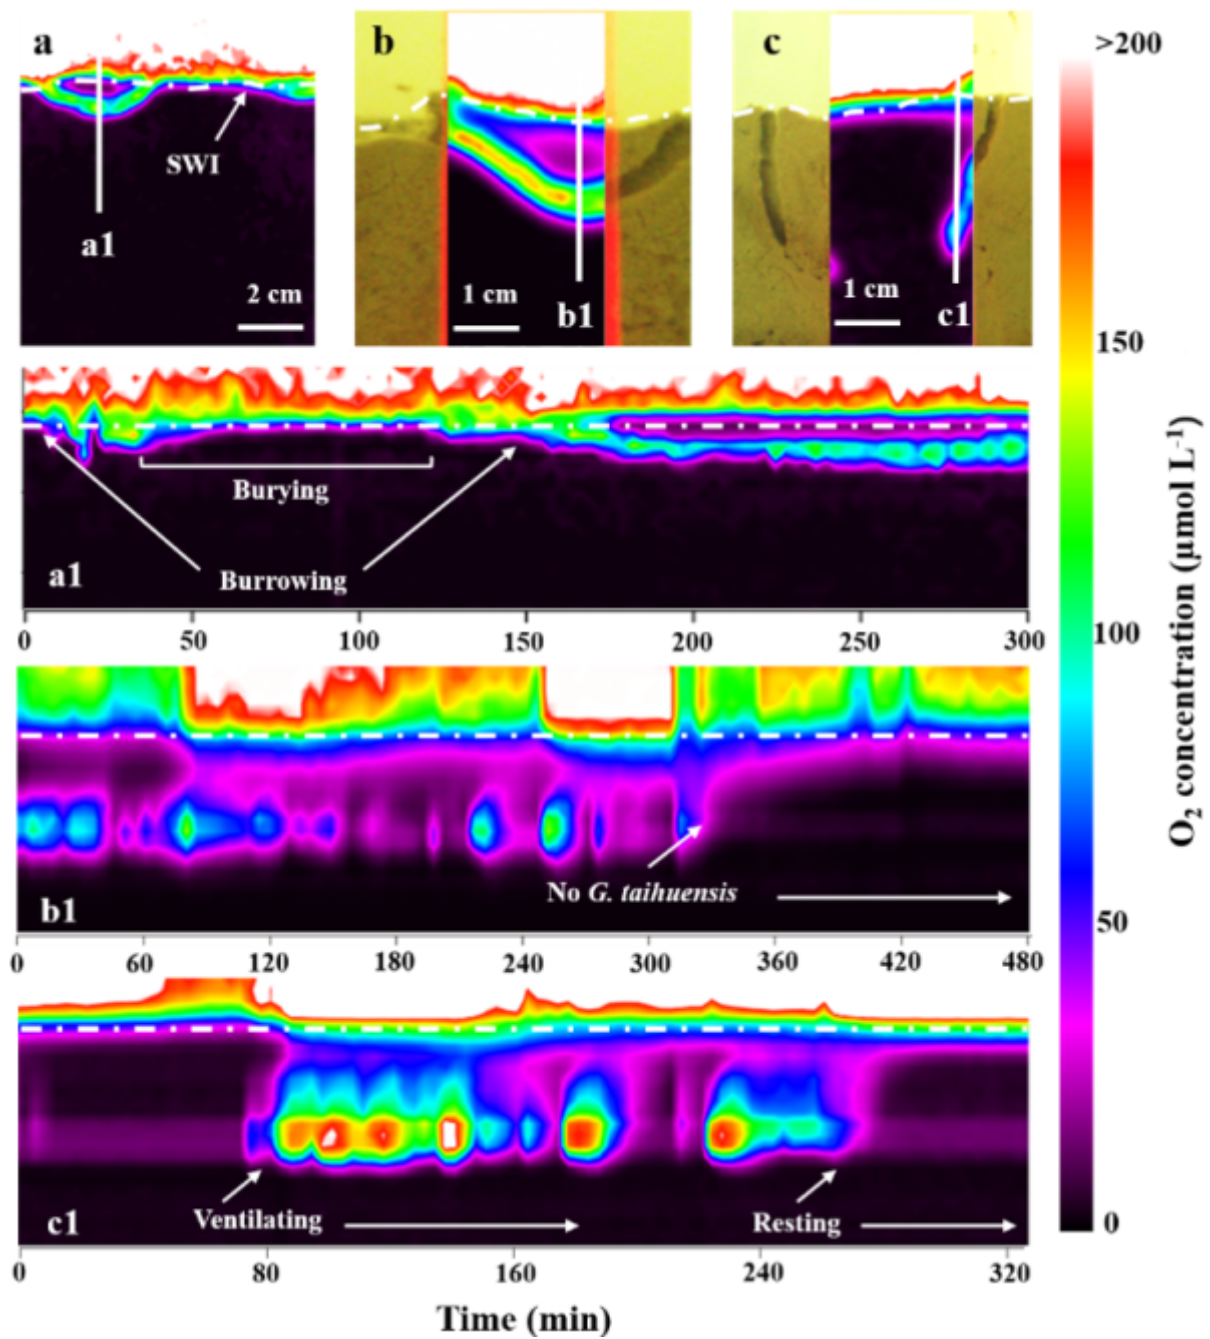 a
b
c
SWI
a1
2 cm
1 cm
b1
1 cm
c1
>200
150
100
50
0
O₂ concentration (µmol L⁻¹)
Burying
Burrowing
a1
0 50 100 150 200 250 300
No G. taihuensis
b1
0 60 120 180 240 300 360 420 480
Ventilating
Resting
c1
0 80 160 240 320
Time (min)